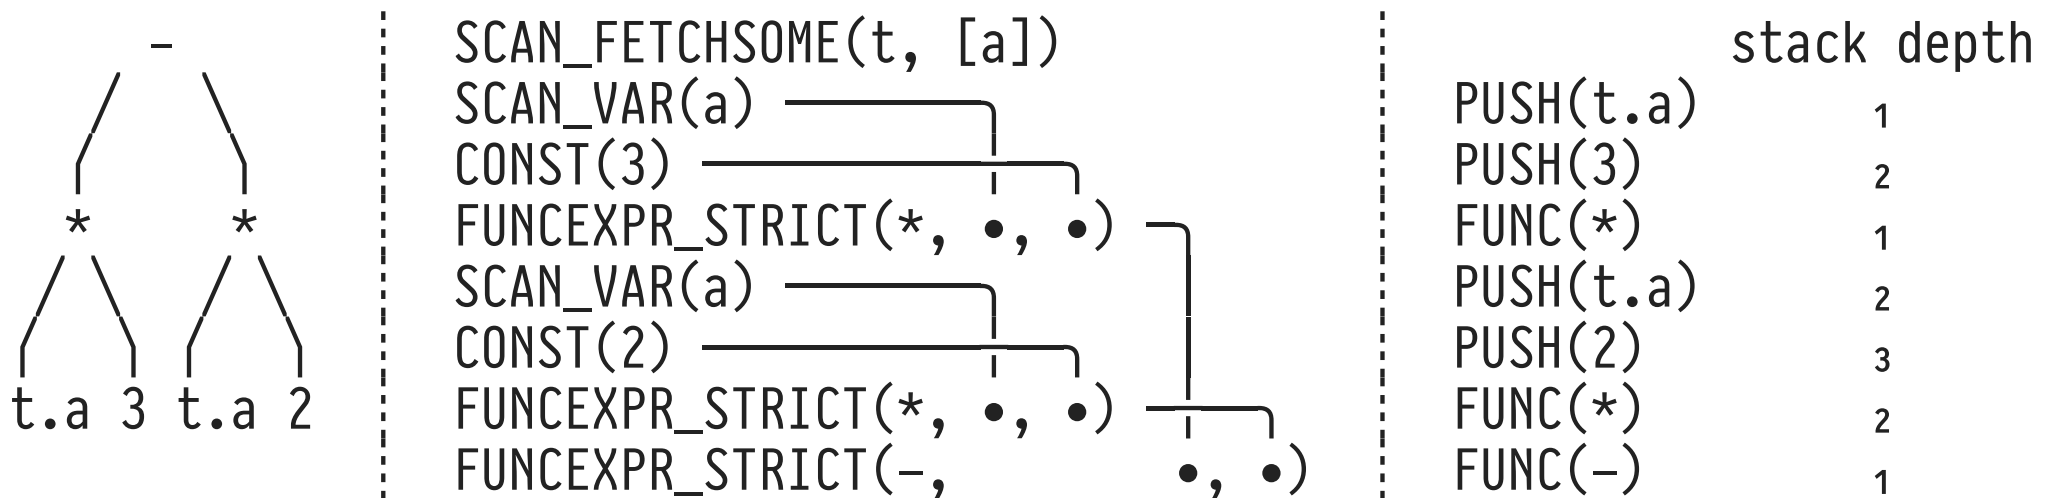 -
* *
t.a 3 t.a 2
SCAN_FETCHSOME(t, [a])
SCAN_VAR(a)
CONST(3)
FUNCEXPR_STRICT(*, •, •)
SCAN_VAR(a)
CONST(2)
FUNCEXPR_STRICT(*, •, •)
FUNCEXPR_STRICT(-, •, •)
stack depth
PUSH(t.a) 1
PUSH(3) 2
FUNC(*) 1
PUSH(t.a) 2
PUSH(2) 3
FUNC(*) 2
FUNC(-) 1